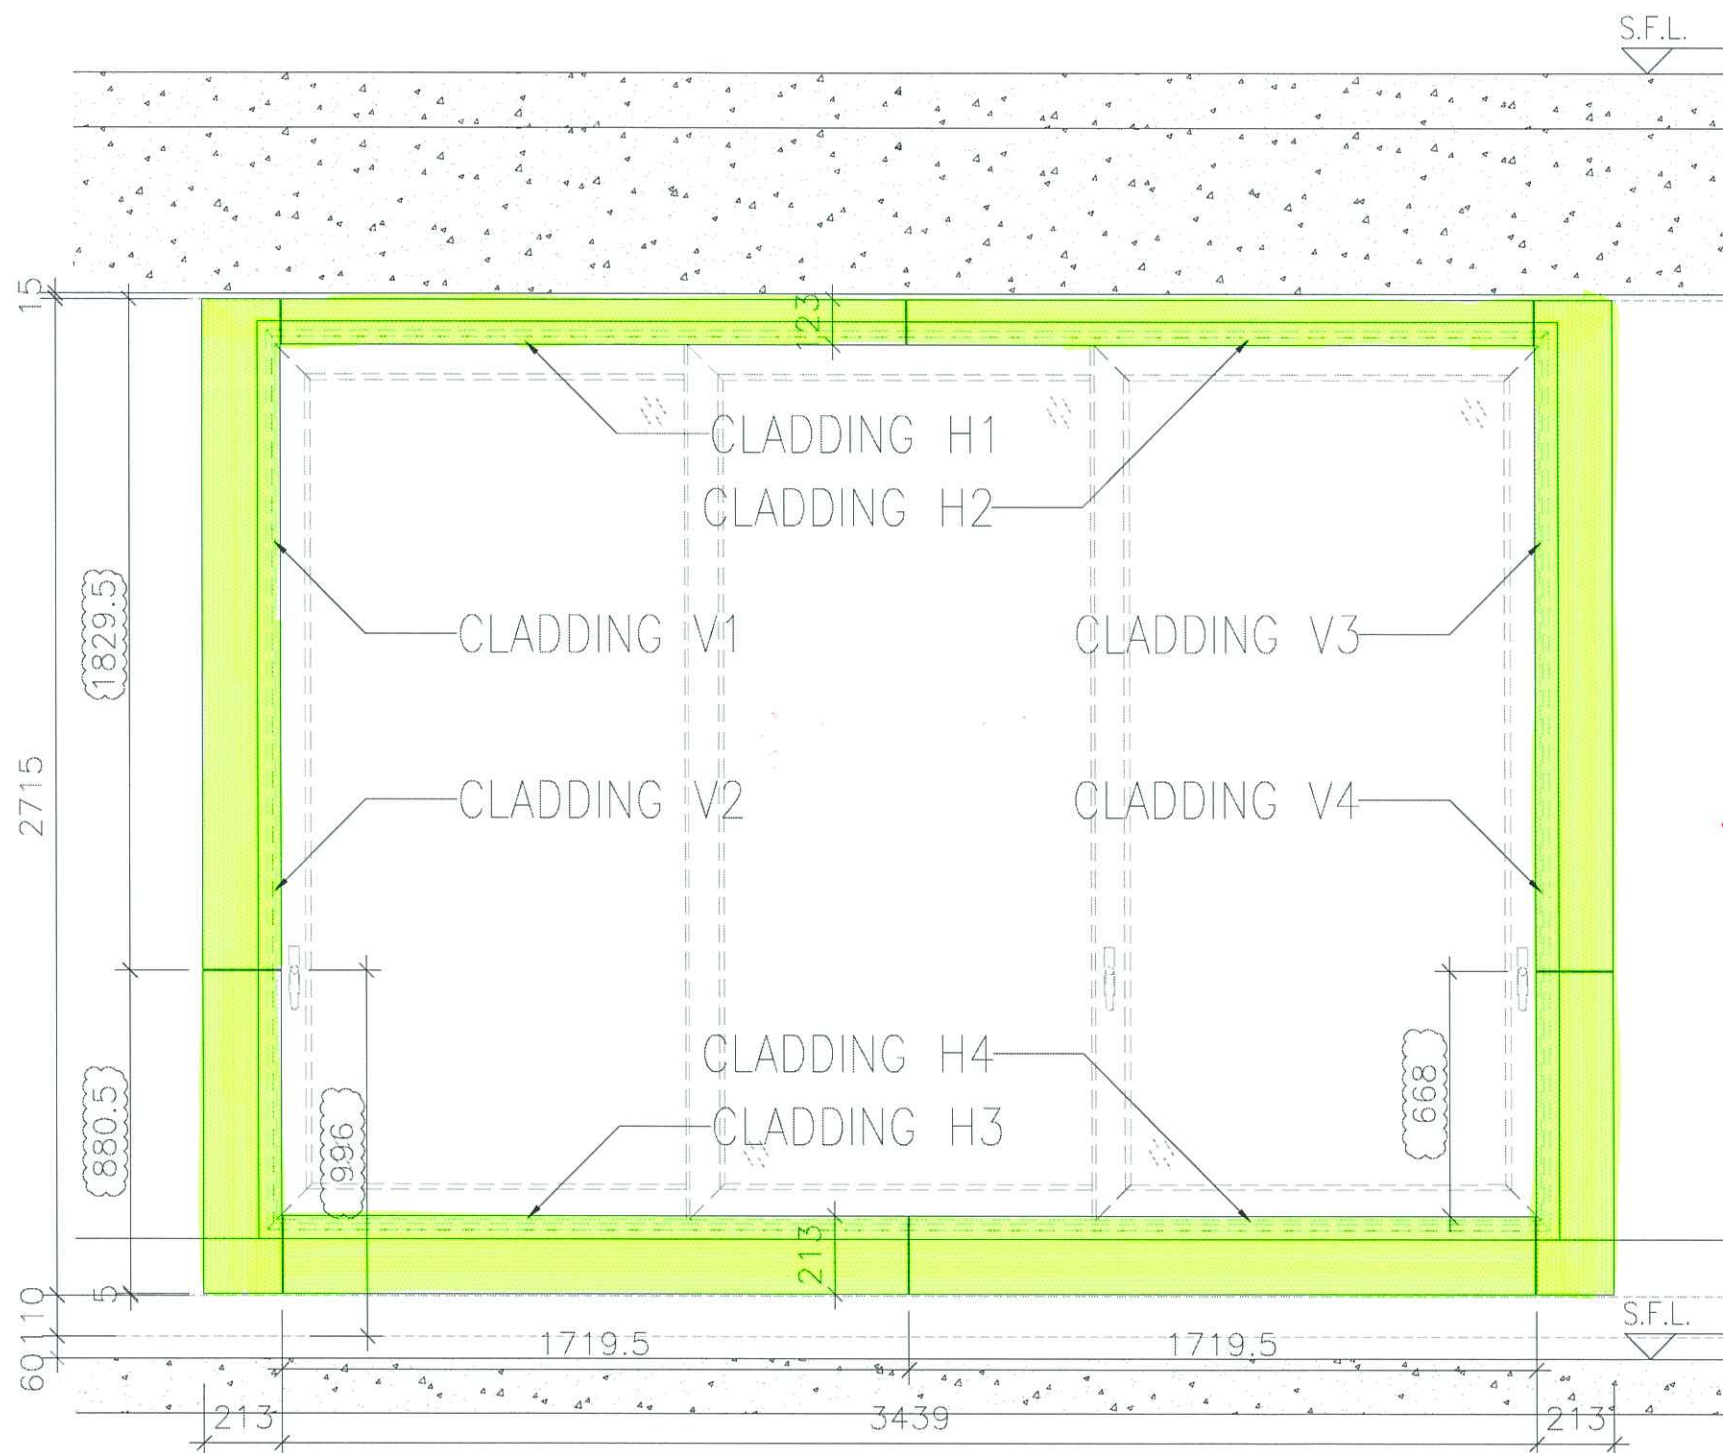 S.F.L.
15
123
CLADDING H1
CLADDING H2
1829.5
CLADDING V1
CLADDING V3
2715
CLADDING V2
CLADDING V4
CLADDING H4
668
880.5
996
CLADDING H3
213
5
110
S.F.L.
1719.5
1719.5
60
213
3439
213